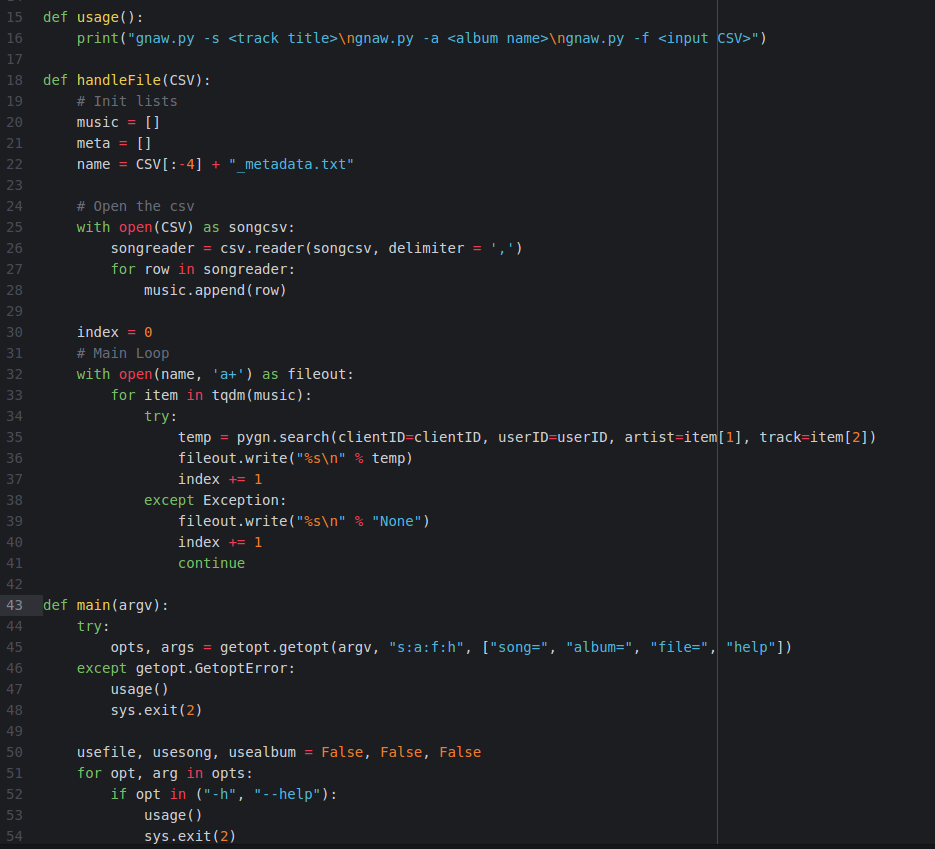 15 def usage():
16     print("gnaw.py -s <track title>\ngnaw.py -a <album name>\ngnaw.py -f <input CSV>")
17
18 def handleFile(CSV):
19     # Init lists
20     music = []
21     meta = []
22     name = CSV[:-4] + "_metadata.txt"
23
24     # Open the csv
25     with open(CSV) as songcsv:
26         songreader = csv.reader(songcsv, delimiter = ',')
27         for row in songreader:
28             music.append(row)
29
30     index = 0
31     # Main Loop
32     with open(name, 'a+') as fileout:
33         for item in tqdm(music):
34             try:
35                 temp = pygn.search(clientID=clientID, userID=userID, artist=item[1], track=item[2])
36                 fileout.write("%s\n" % temp)
37                 index += 1
38             except Exception:
39                 fileout.write("%s\n" % "None")
40                 index += 1
41                 continue
42
43 def main(argv):
44     try:
45         opts, args = getopt.getopt(argv, "s:a:f:h", ["song=", "album=", "file=", "help"])
46     except getopt.GetoptError:
47         usage()
48         sys.exit(2)
49
50     usefile, usesong, usealbum = False, False, False
51     for opt, arg in opts:
52         if opt in ("-h", "--help"):
53             usage()
54             sys.exit(2)